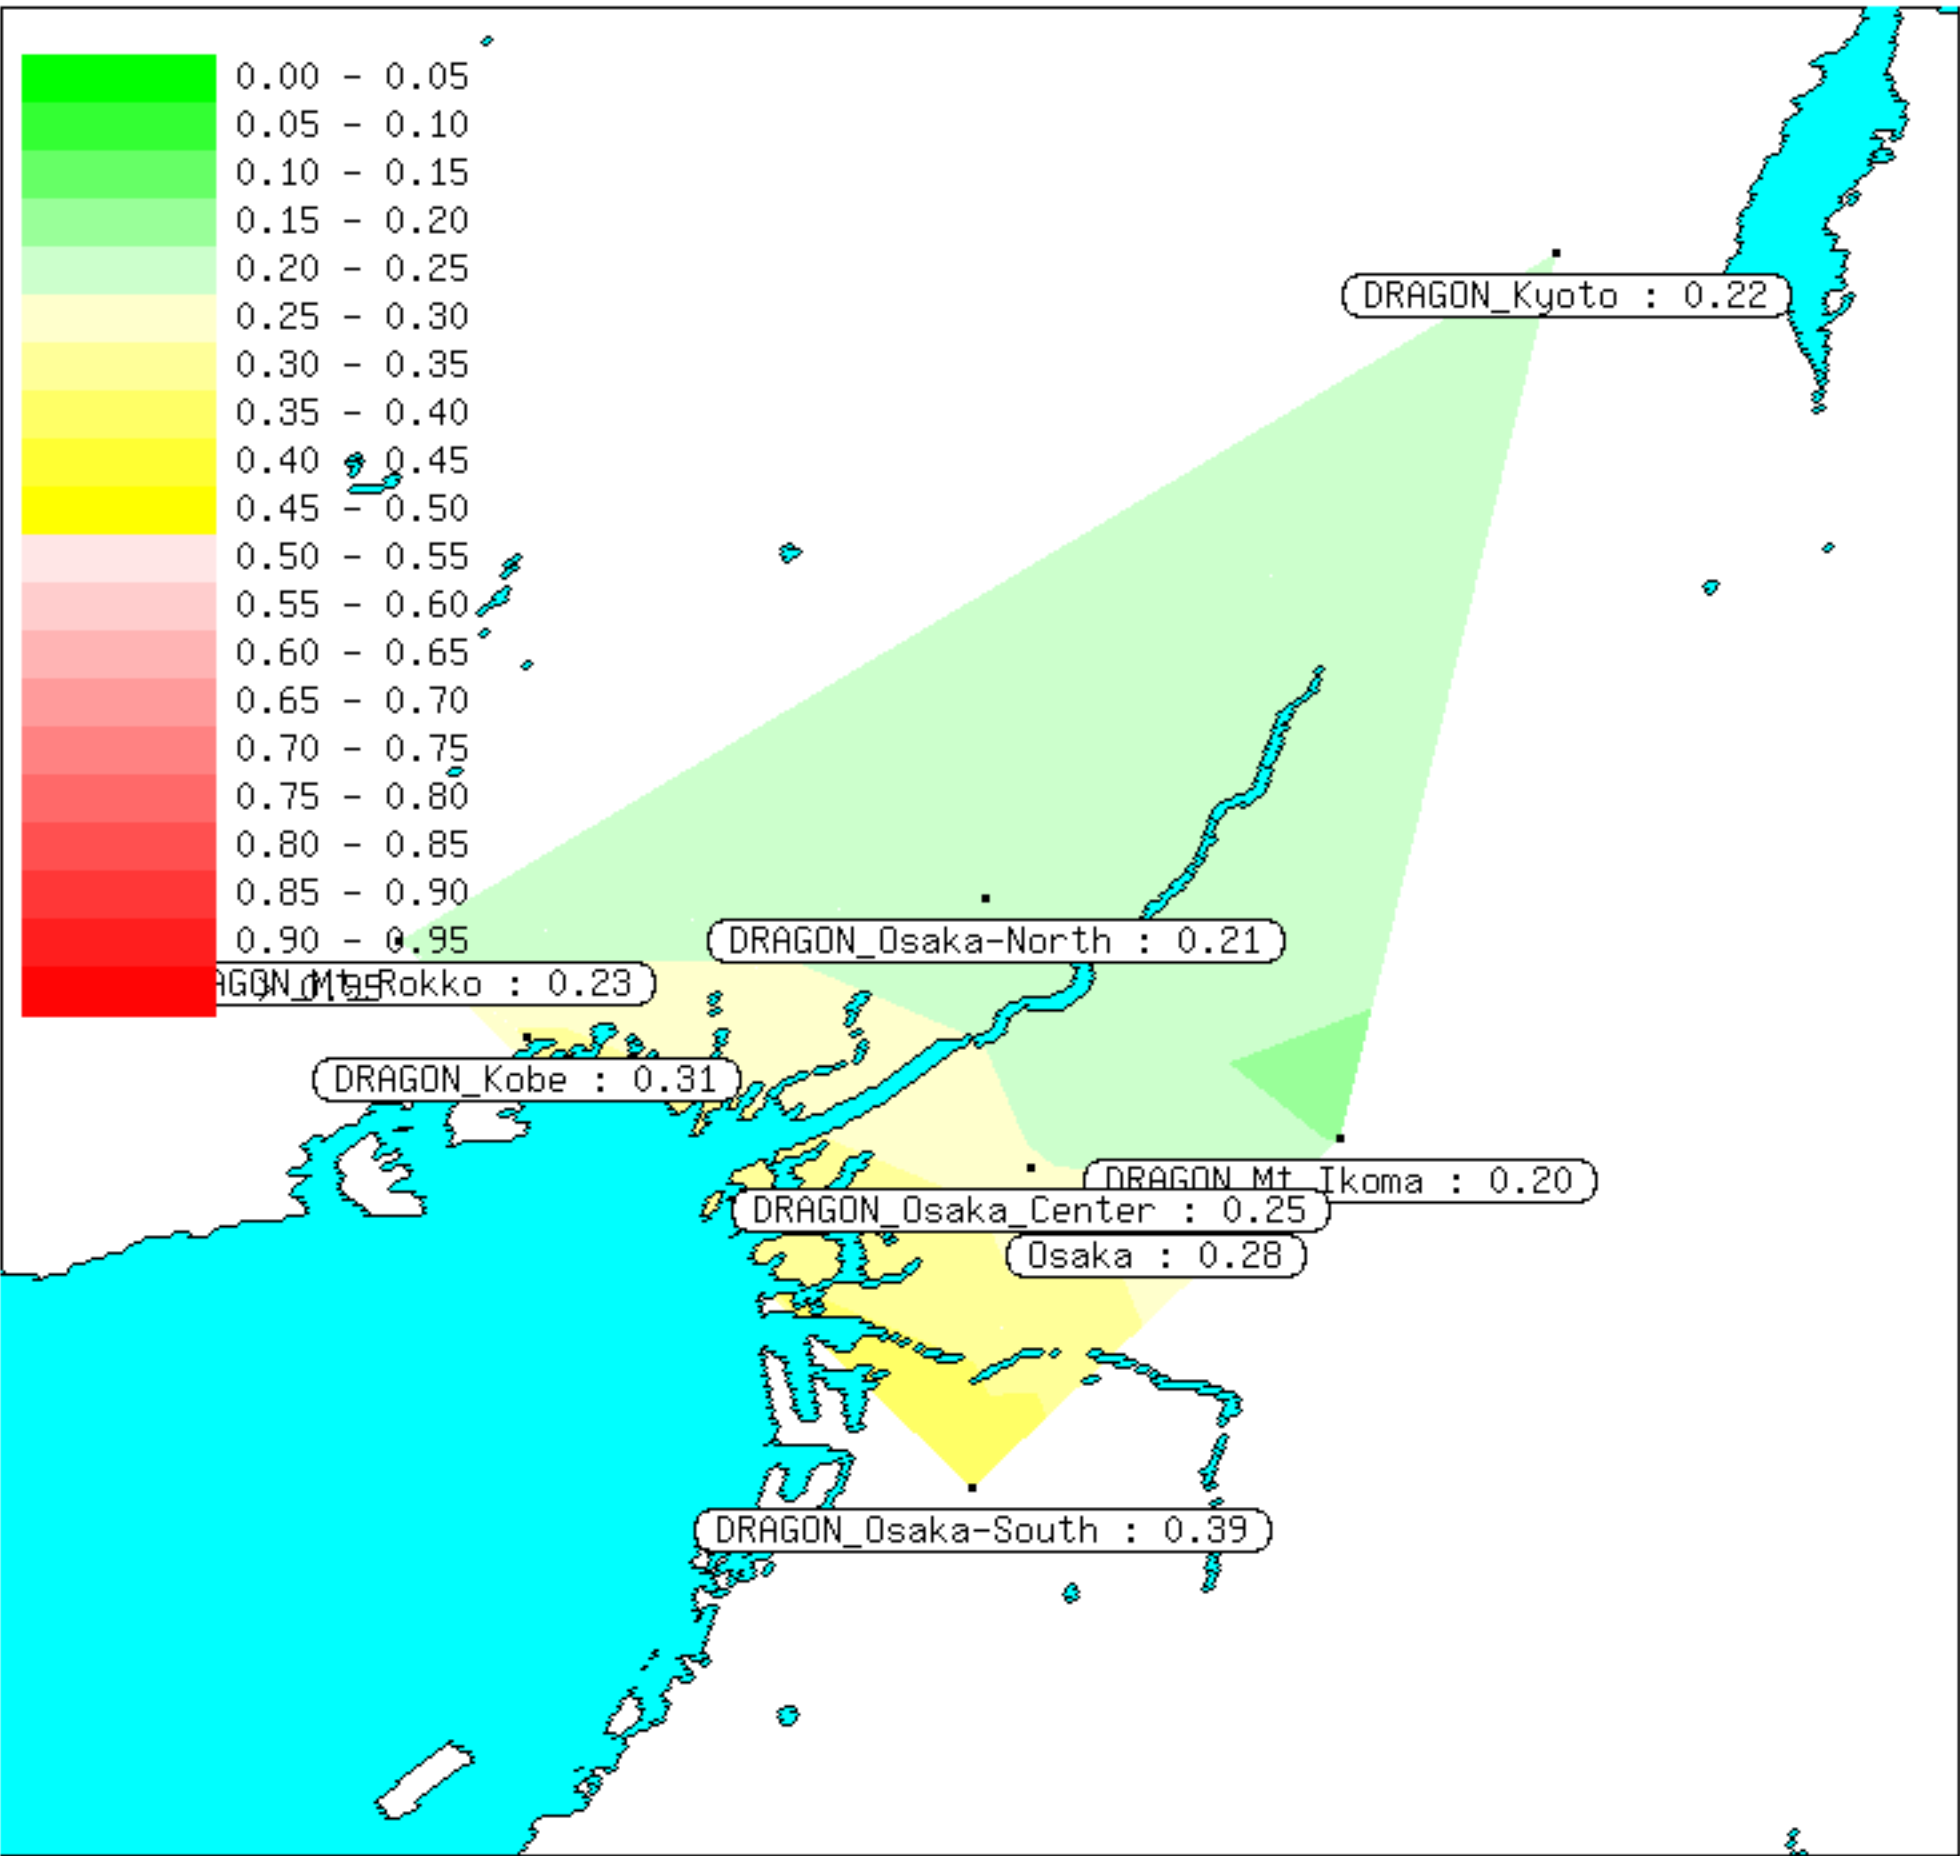 0.00 - 0.05
0.05 - 0.10
0.10 - 0.15
0.15 - 0.20
0.20 - 0.25
0.25 - 0.30
0.30 - 0.35
0.35 - 0.40
0.40 - 0.45
0.45 - 0.50
0.50 - 0.55
0.55 - 0.60
0.60 - 0.65
0.65 - 0.70
0.70 - 0.75
0.75 - 0.80
0.80 - 0.85
0.85 - 0.90
0.90 - 0.95
> 0.95
DRAGON_Kyoto : 0.22
DRAGON_Osaka-North : 0.21
AGON_Mt_Rokko : 0.23
DRAGON_Kobe : 0.31
DRAGON_Mt_Ikoma : 0.20
DRAGON_Osaka_Center : 0.25
Osaka : 0.28
DRAGON_Osaka-South : 0.39